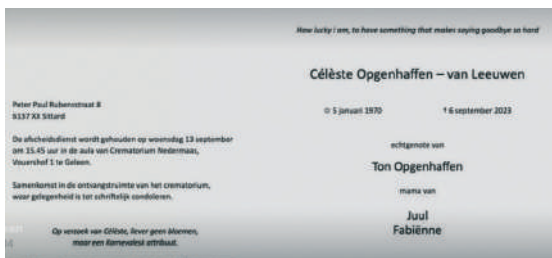 Peter Paul Rubensstraat 8
6137 XX Sittard
De afscheidsdienst wordt gehouden op woensdag 13 september
om 15.45 uur in de aula van Crematorium Nedermaas,
Vouershof 1 te Geleen.
Samenkomst in de ontvangstruimte van het crematorium,
waar gelegenheid is tot schriftelijk condoleren.
Op verzoek van Célèste, liever geen bloemen,
maar een Karnevalesk attribuut.
How lucky I am, to have something that makes saying goodbye so hard
Célèste Opgenhaffen – van Leeuwen
5 januari 1970 † 6 september 2023
echtgenote van
Ton Opgenhaffen
mama van
Juul
Fabiënne